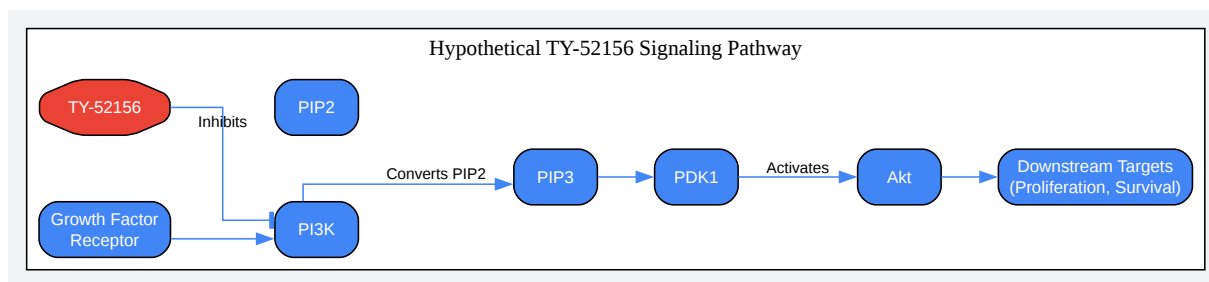 Hypothetical TY-52156 Signaling Pathway
TY-52156
Inhibits
PIP2
Growth Factor
Receptor
PI3K
Converts PIP2
PIP3
PDK1
Activates
Akt
Downstream Targets
(Proliferation, Survival)